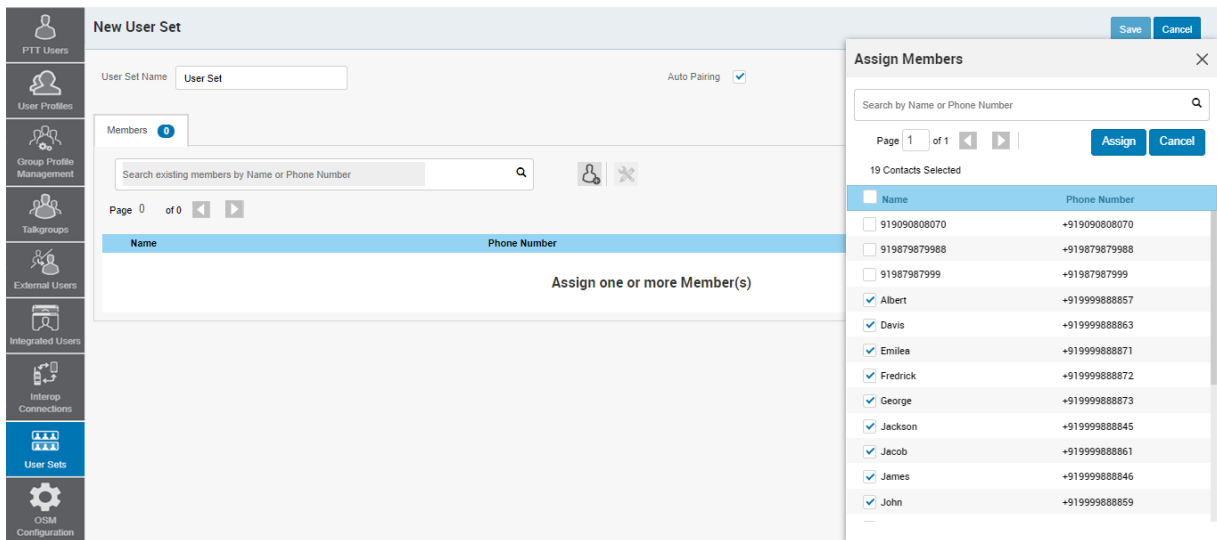 PTT Users
User Profiles
Group Profile
Management
Talkgroups
External Users
Integrated Users
Interop
Connections
User Sets
OSM
Configuration
New User Set
Save Cancel
User Set Name User Set
Auto Pairing
Members 0
Search existing members by Name or Phone Number
Page 0 of 0
Name Phone Number
Assign one or more Member(s)
Assign Members
Search by Name or Phone Number
Page 1 of 1
Assign Cancel
19 Contacts Selected
Name Phone Number
919090808070 +919090808070
919879879988 +919879879988
91987987999 +91987987999
Albert +919999888857
Davis +919999888863
Emilea +919999888871
Fredrick +919999888872
George +919999888873
Jackson +919999888845
Jacob +919999888861
James +919999888846
John +919999888859